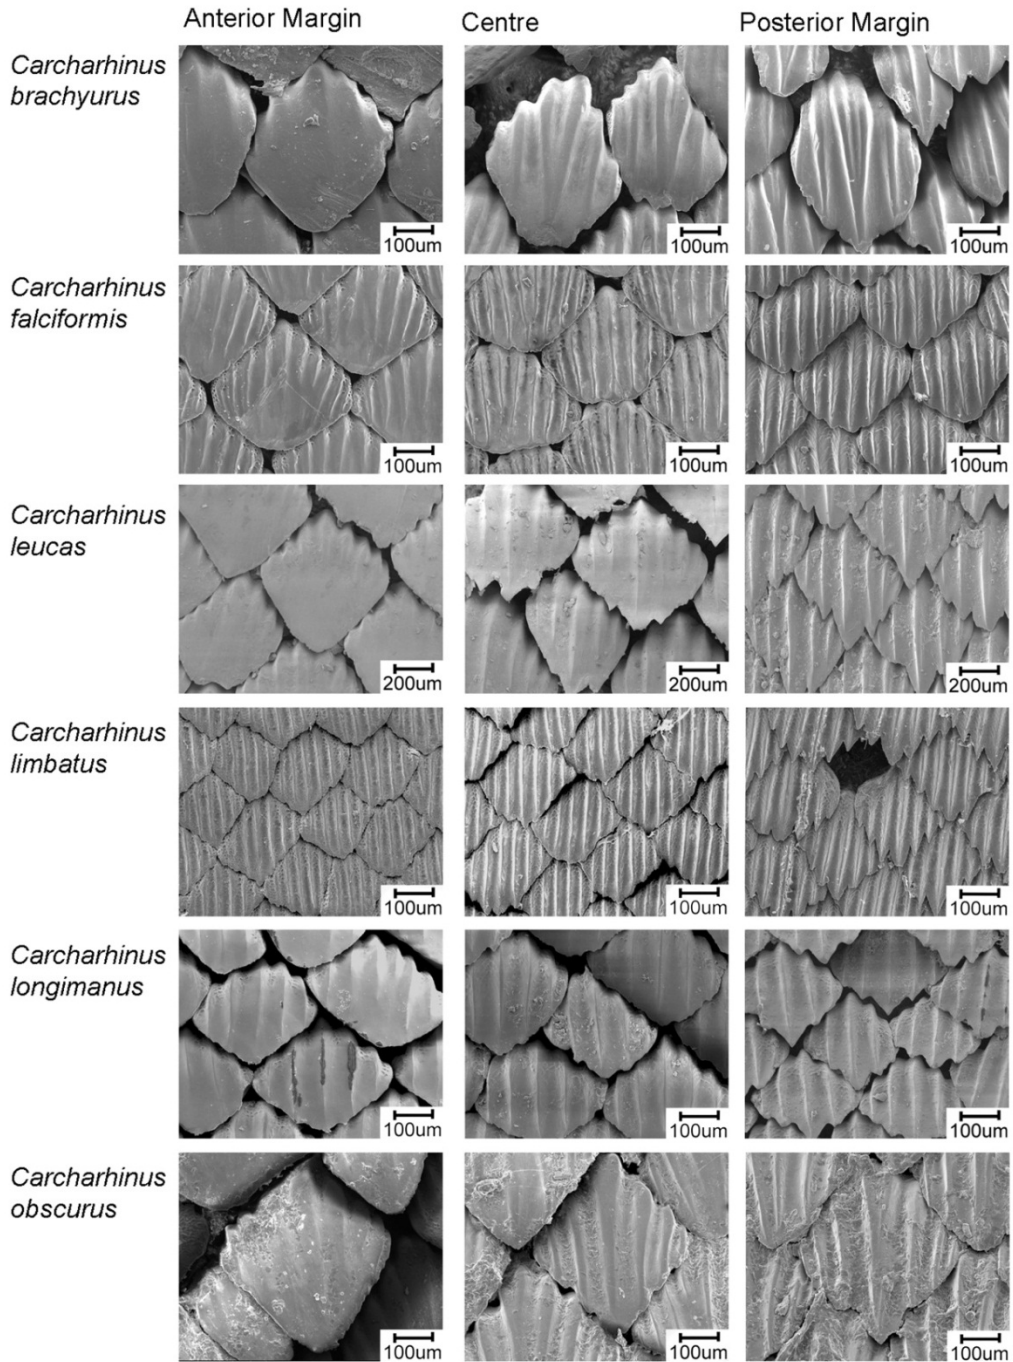 Anterior Margin Centre Posterior Margin
Carcharhinus
brachyurus
100um 100um 100um
Carcharhinus
falciformis
100um 100um 100um
Carcharhinus
leucas
200um 200um 200um
Carcharhinus
limbatus
100um 100um 100um
Carcharhinus
longimanus
100um 100um 100um
Carcharhinus
obscurus
100um 100um 100um